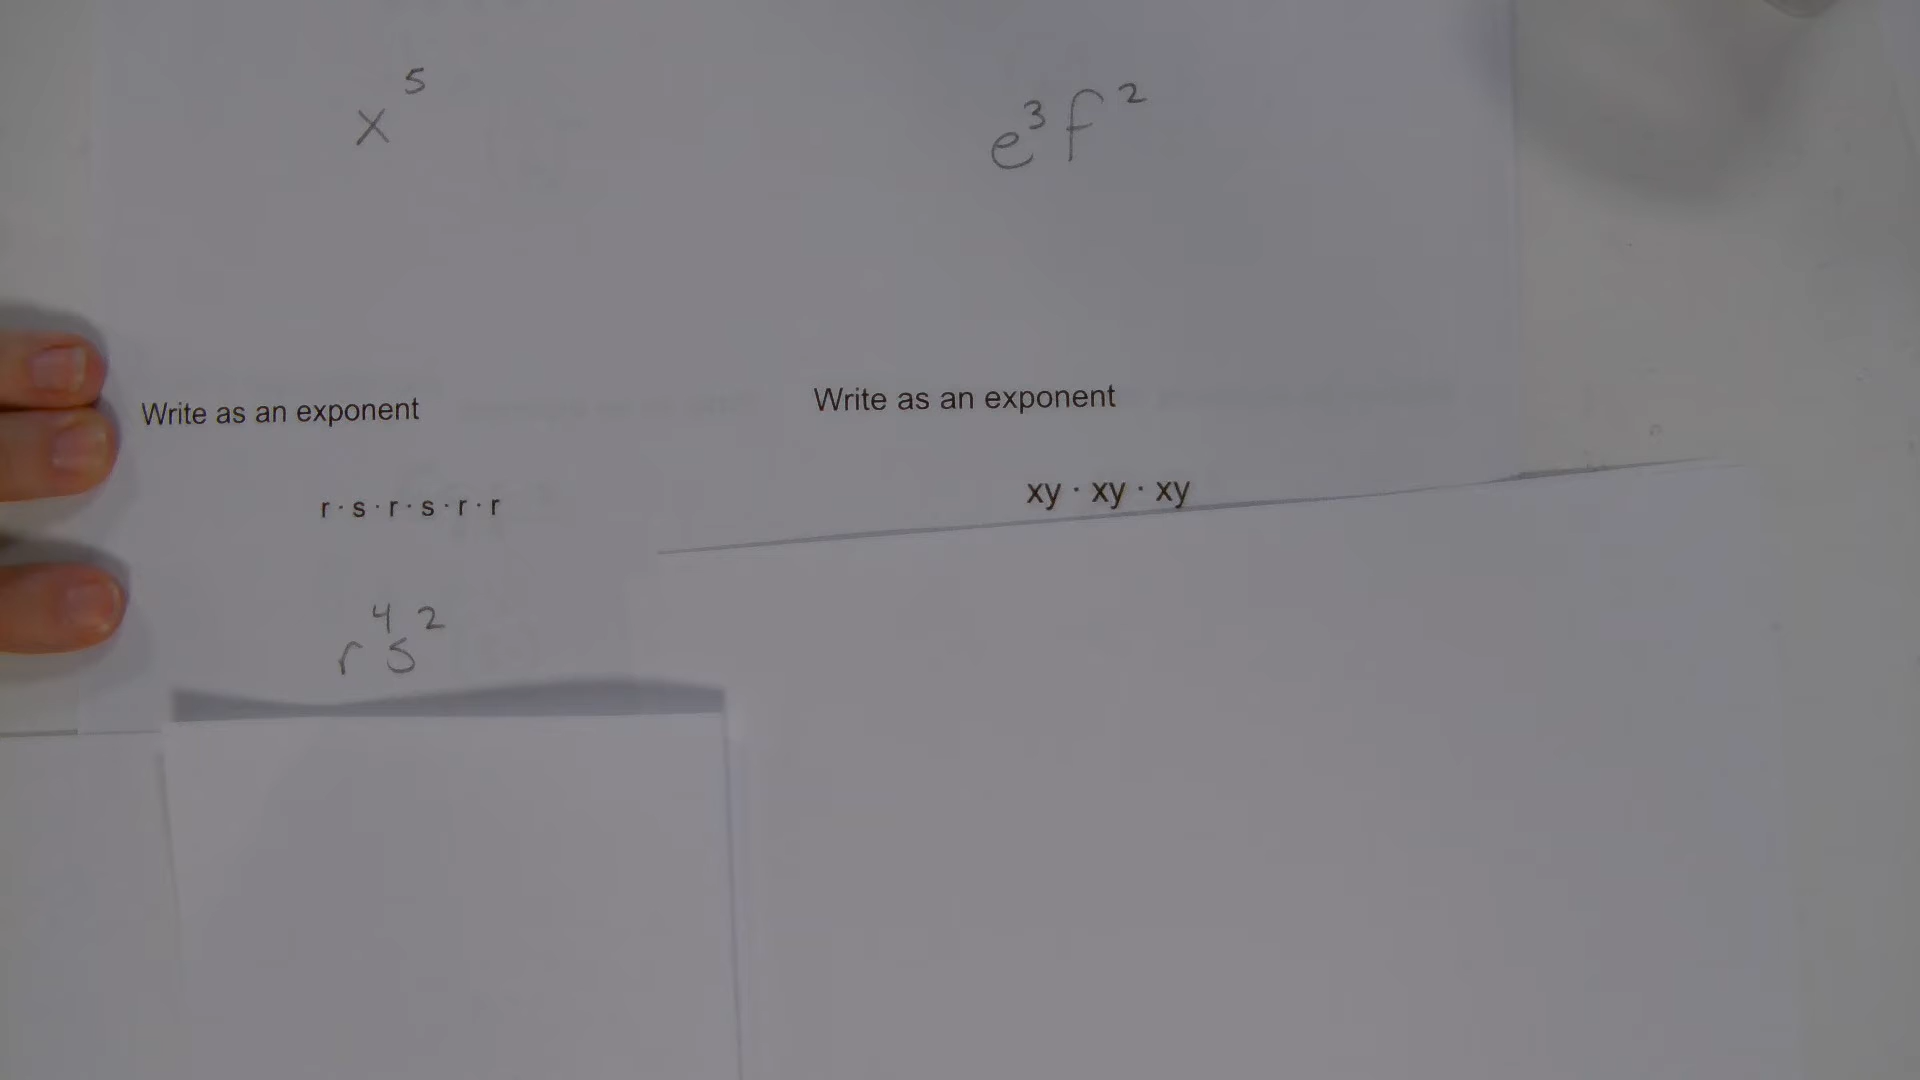 x⁵
e³f²
Write as an exponent
r · s · r · s · r · r
r⁴s²
Write as an exponent
xy · xy · xy